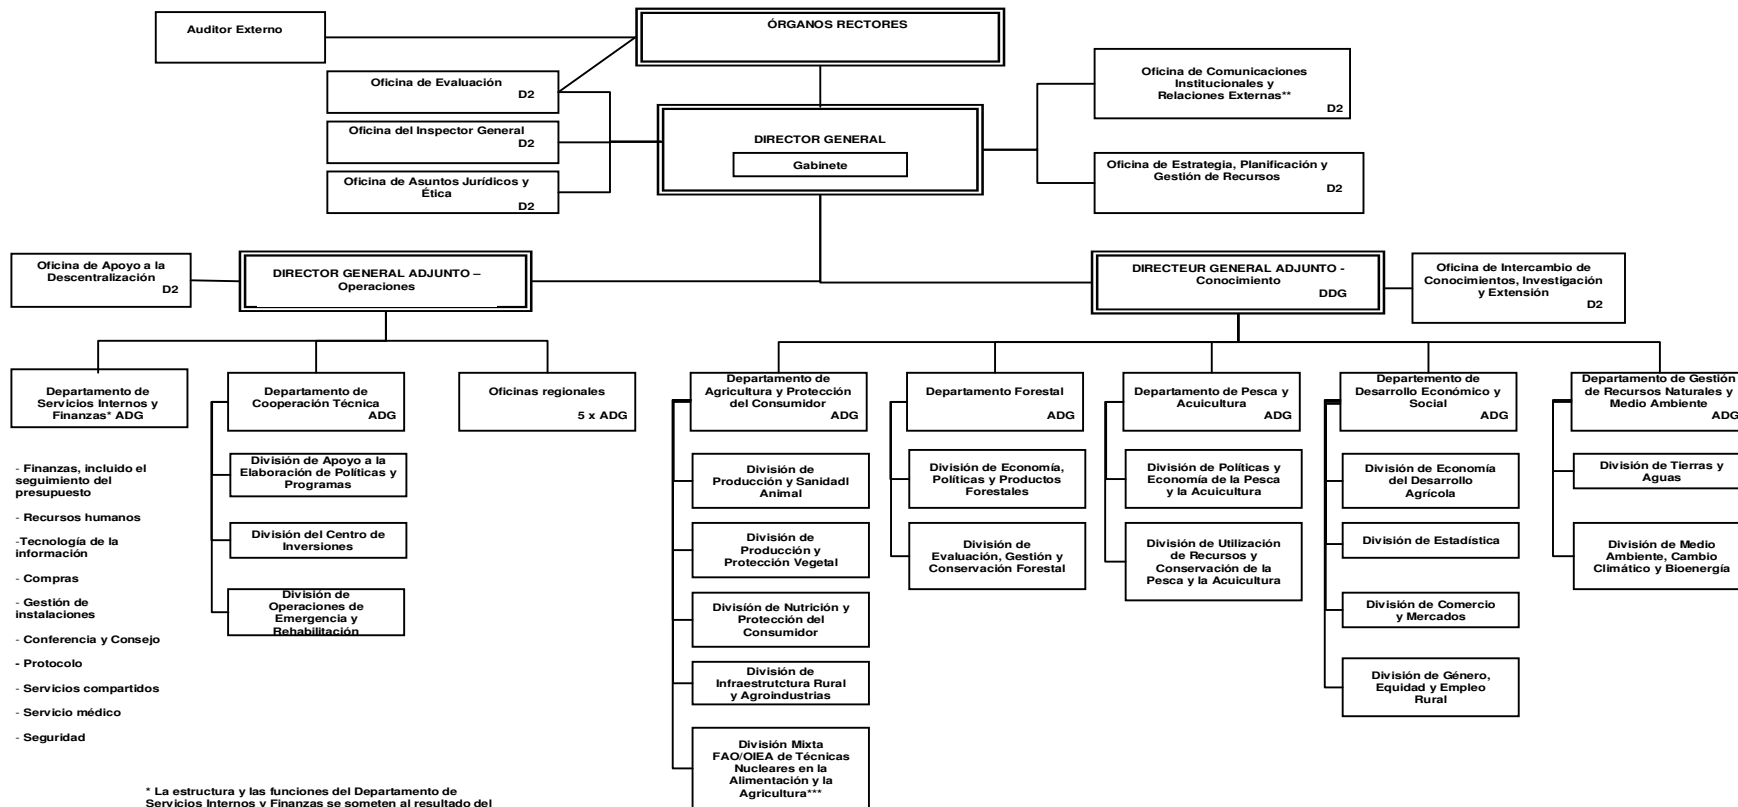 Auditor Externo
ÓRGANOS RECTORES
Oficina de Evaluación
D2
Oficina del Inspector General
D2
Oficina de Asuntos Jurídicos y
Ética
D2
DIRECTOR GENERAL
Gabinete
Oficina de Comunicaciones
Institucionales y
Relaciones Externas**
D2
Oficina de Estrategia, Planificación y
Gestión de Recursos
D2
Oficina de Apoyo a la
Descentralización
D2
DIRECTOR GENERAL ADJUNTO –
Operaciones
DIRECTEUR GENERAL ADJUNTO -
Conocimiento
DDG
Oficina de Intercambio de
Conocimientos, Investigación
y Extensión
D2
Departamento de
Servicios Internos y
Finanzas* ADG
Departamento de
Cooperación Técnica
ADG
Oficinas regionales
5 x ADG
Departamento de
Agricultura y Protección
del Consumidor
ADG
Departamento Forestal
ADG
Departamento de Pesca y
Acuicultura
ADG
Departemento de
Desarrollo Económico y
Social
ADG
Departamento de Gestión
de Recursos Naturales y
Medio Ambiente
ADG
- Finanzas, incluido el
seguimiento del
presupuesto
- Recursos humanos
-Tecnología de la
información
- Compras
- Gestión de
instalaciones
- Conferencia y Consejo
- Protocolo
- Servicios compartidos
- Servicio médico
- Seguridad
División de Apoyo a la
Elaboración de Políticas y
Programas
División del Centro de
Inversiones
División de
Operaciones de
Emergencia y
Rehabilitación
División de
Producción y Sanidadl
Animal
División de
Producción y
Protección Vegetal
División de Nutrición y
Protección del
Consumidor
División de
Infraestrutctura Rural
y Agroindustrias
División Mixta
FAO/OIEA de Técnicas
Nucleares en la
Alimentación y la
Agricultura***
División de Economía,
Políticas y Productos
Forestales
División de
Evaluación, Gestión y
Conservación Forestal
División de Políticas y
Economía de la Pesca
y la Acuicultura
División de Utilización
de Recursos y
Conservación de la
Pesca y la Acuicultura
División de Economía
del Desarrollo
Agrícola
División de Estadística
División de Comercio
y Mercados
División de Género,
Equidad y Empleo
Rural
División de Tierras y
Aguas
División de Medio
Ambiente, Cambio
Climático y Bioenergía
* La estructura y las funciones del Departamento de
Servicios Internos y Finanzas se someten al resultado del